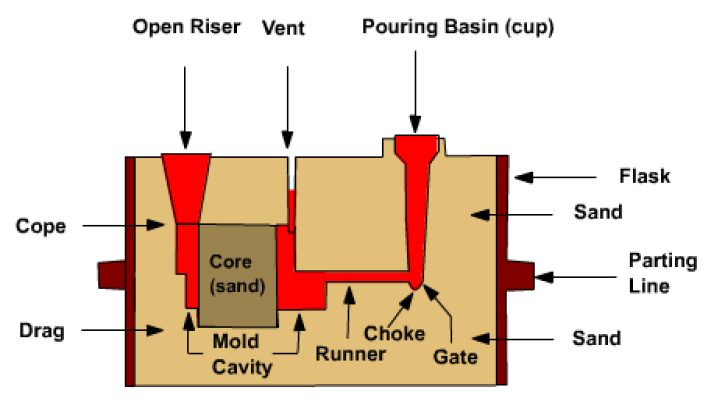 Open Riser
Vent
Pouring Basin (cup)
Flask
Sand
Cope
Core
(sand)
Parting
Line
Drag
Mold
Cavity
Runner
Choke
Gate
Sand